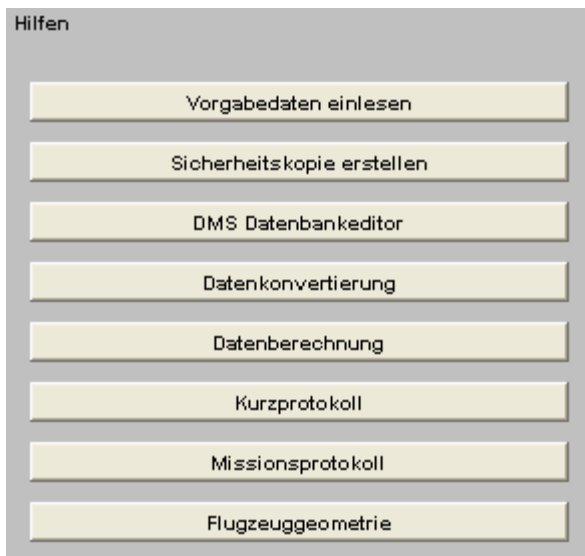 Hilfen
Vorgabedaten einlesen
Sicherheitskopie erstellen
DMS Datenbankeditor
Datenkonvertierung
Datenberechnung
Kurzprotokoll
Missionsprotokoll
Flugzeuggeometrie